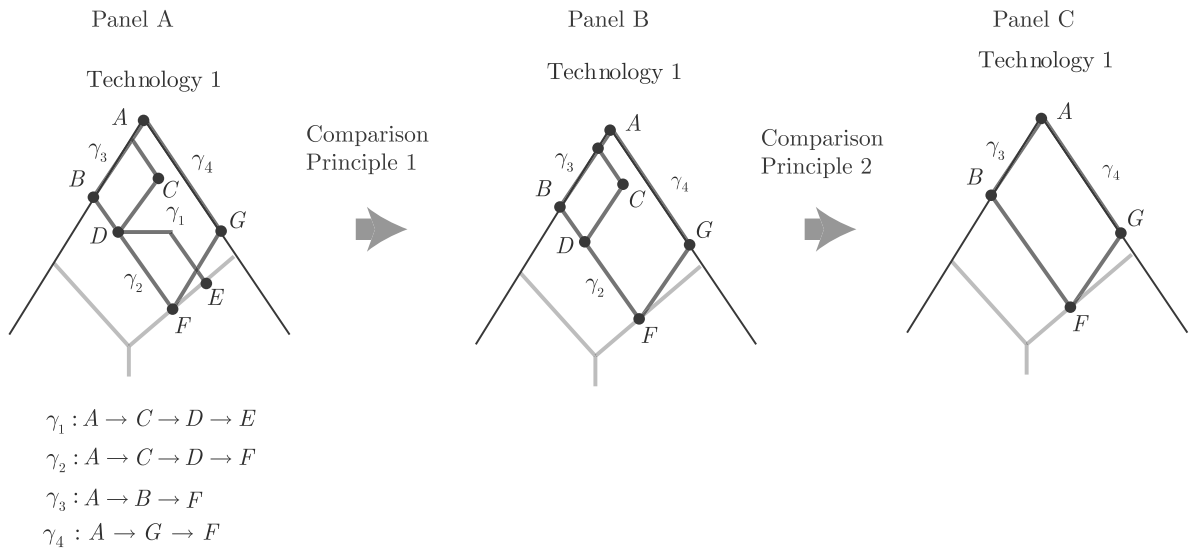 Panel A
Technology 1
A
γ3
γ4
B
C
γ1
G
D
γ2
E
F
γ1 : A → C → D → E
γ2 : A → C → D → F
γ3 : A → B → F
γ4 : A → G → F
Comparison
Principle 1
Panel B
Technology 1
A
γ3
γ4
B
C
G
D
γ2
F
Comparison
Principle 2
Panel C
Technology 1
A
γ3
γ4
B
G
F